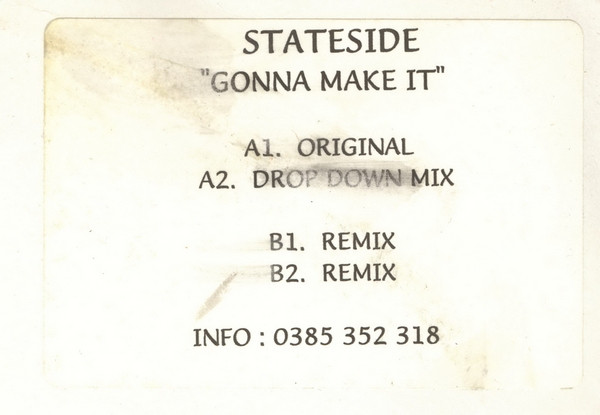 STATESIDE
"GONNA MAKE IT"
A1. ORIGINAL
A2. DROP DOWN MIX
B1. REMIX
B2. REMIX
INFO : 0385 352 318